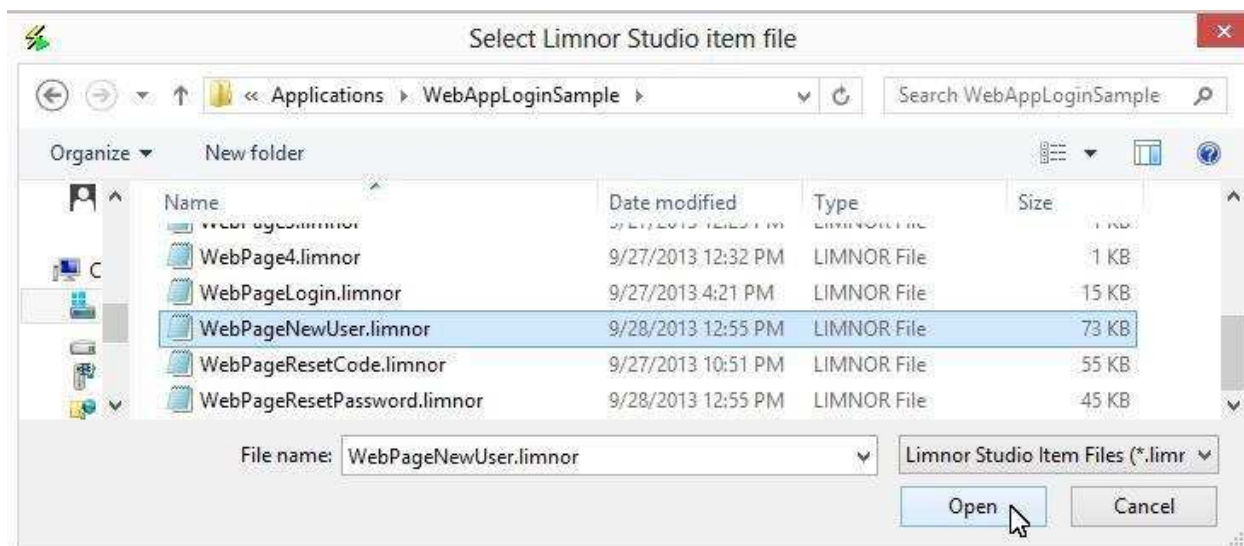 Select Limnor Studio item file
« Applications WebAppLoginSample
Search WebAppLoginSample
Organize New folder
Name Date modified Type Size
WebPage4.limnor 9/27/2013 12:32 PM LIMNOR File 1 KB
WebPageLogin.limnor 9/27/2013 4:21 PM LIMNOR File 15 KB
WebPageNewUser.limnor 9/28/2013 12:55 PM LIMNOR File 73 KB
WebPageResetCode.limnor 9/27/2013 10:51 PM LIMNOR File 55 KB
WebPageResetPassword.limnor 9/28/2013 12:55 PM LIMNOR File 45 KB
C
File name: WebPageNewUser.limnor
Limnor Studio Item Files (*.limr
Open Cancel